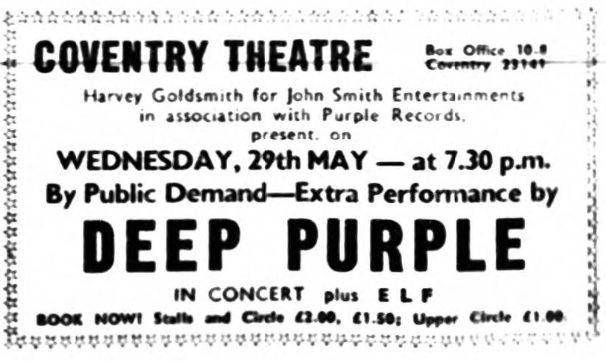 COVENTRY THEATRE
Box Office 10-8
Coventry 23141
Harvey Goldsmith for John Smith Entertainments
in association with Purple Records.
present. on
WEDNESDAY, 29th MAY — at 7.30 p.m.
By Public Demand—Extra Performance by
DEEP PURPLE
IN CONCERT plus E L F
BOOK NOW! Stalls and Circle £2.00, £1.50; Upper Circle £1.00.